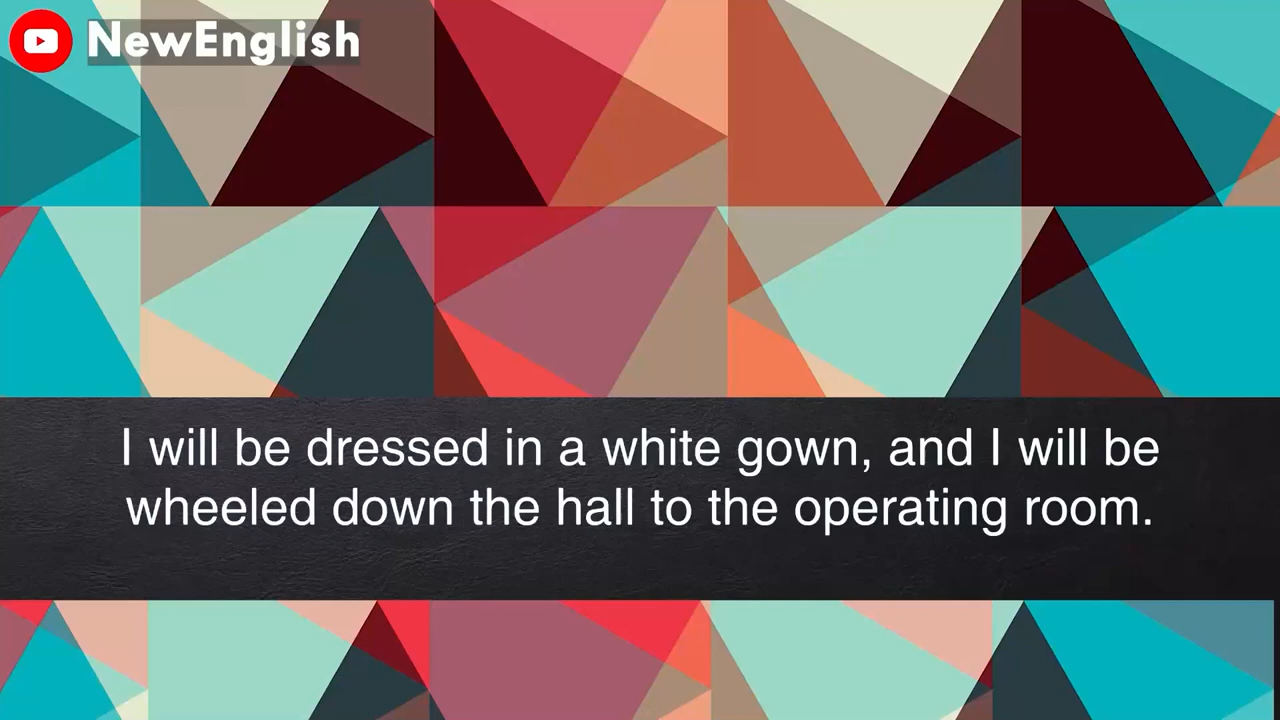 NewEnglish
I will be dressed in a white gown, and I will be
wheeled down the hall to the operating room.